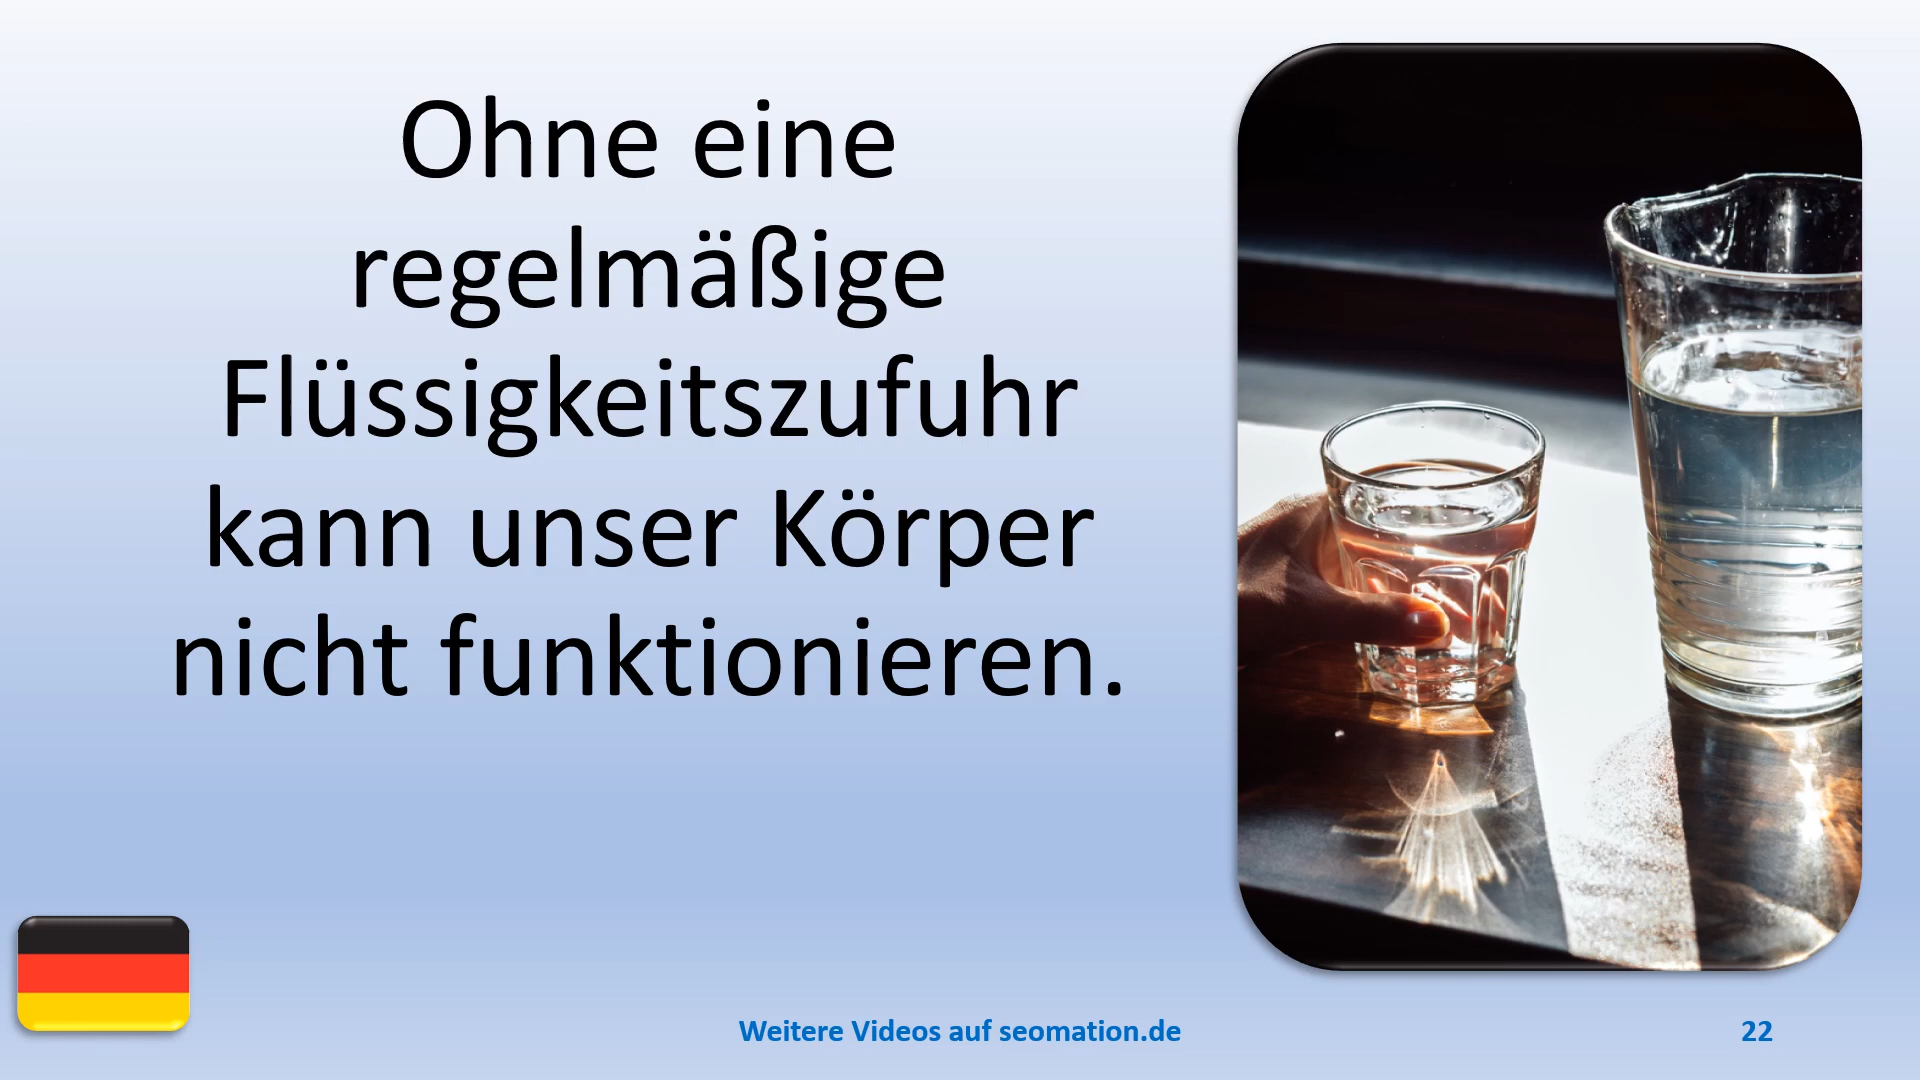 Ohne eine
regelmäßige
Flüssigkeitszufuhr
kann unser Körper
nicht funktionieren.
Weitere Videos auf seomation.de
22